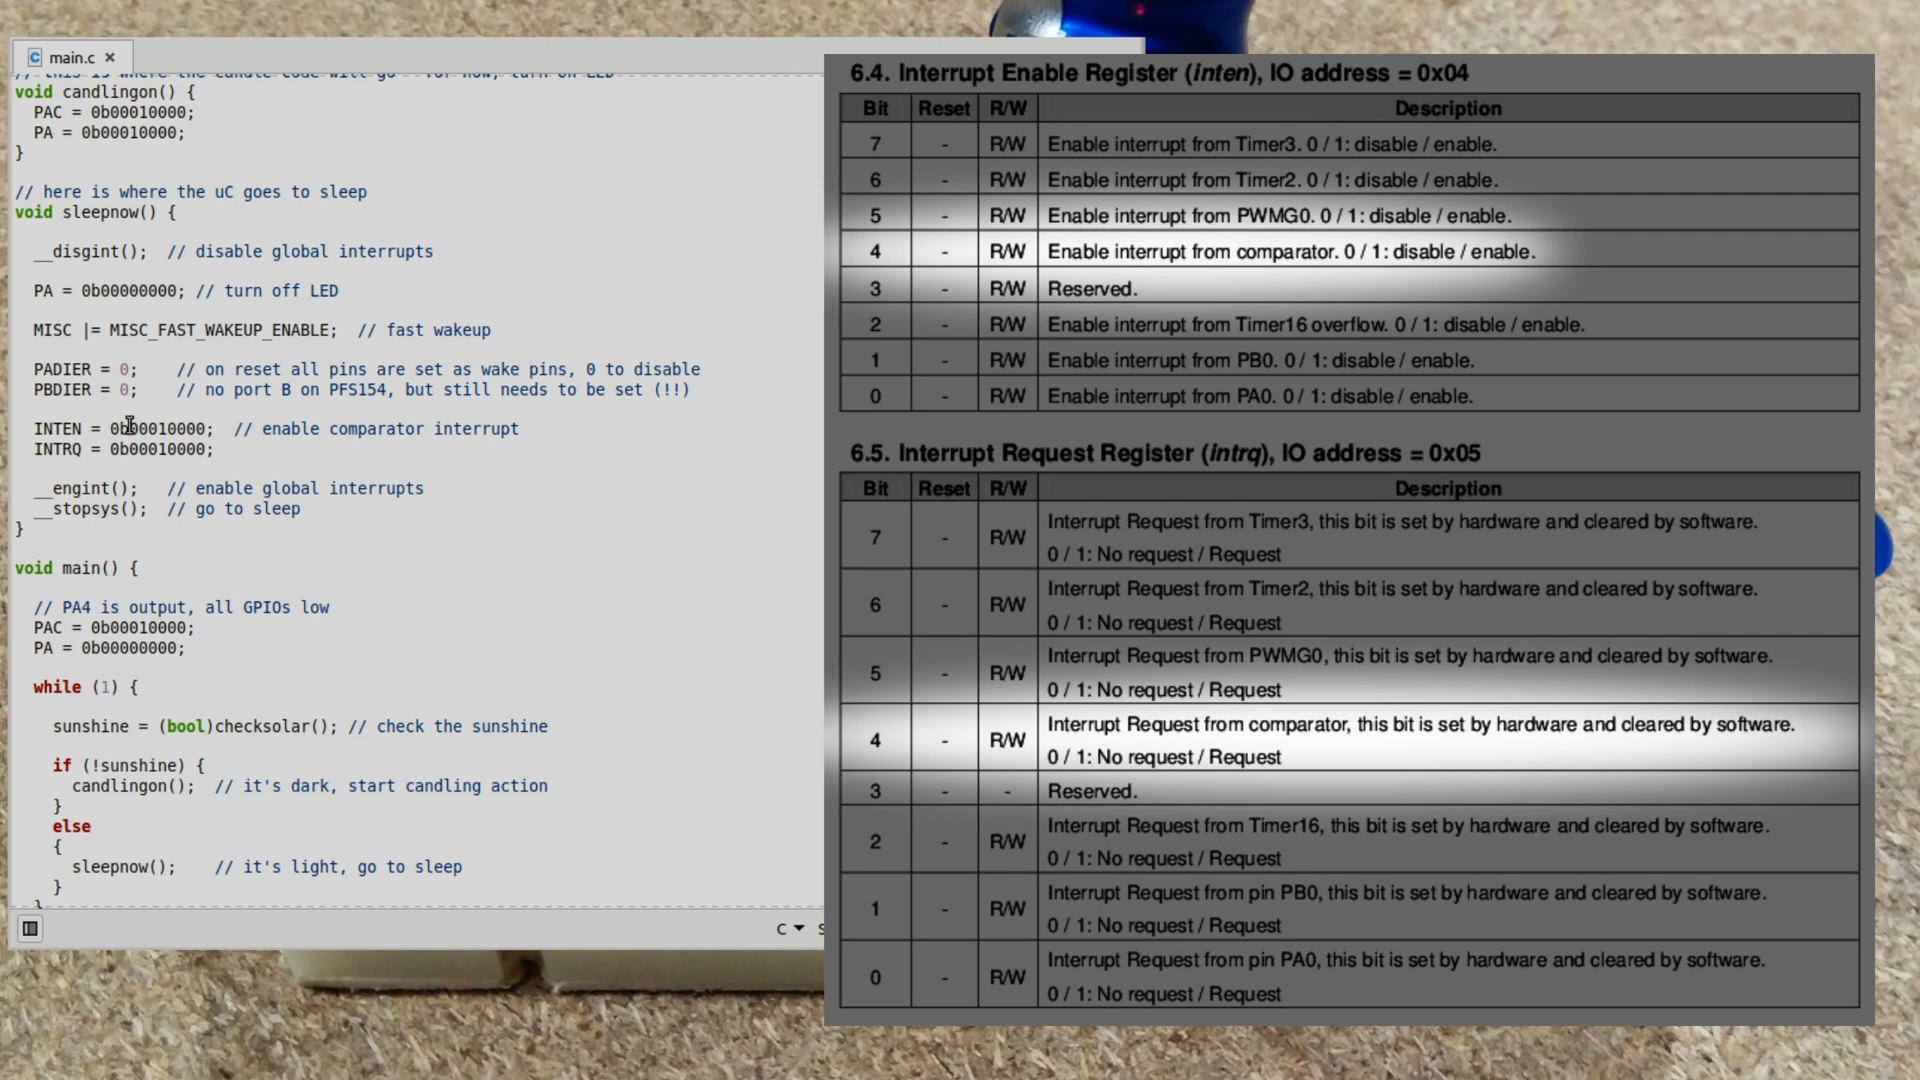 main.c
// this is where the candle code will go - for now, turn on LED
void candlingon() {
PAC = 0b00010000;
PA = 0b00010000;
}
// here is where the uC goes to sleep
void sleepnow() {
__disgint();  // disable global interrupts
PA = 0b00000000; // turn off LED
MISC |= MISC_FAST_WAKEUP_ENABLE;  // fast wakeup
PADIER = 0;    // on reset all pins are set as wake pins, 0 to disable
PBDIER = 0;    // no port B on PFS154, but still needs to be set (!!)
INTEN = 0b00010000;  // enable comparator interrupt
INTRQ = 0b00010000;
__engint();   // enable global interrupts
__stopsys();  // go to sleep
}
void main() {
// PA4 is output, all GPIOs low
PAC = 0b00010000;
PA = 0b00000000;
while (1) {
sunshine = (bool)checksolar(); // check the sunshine
if (!sunshine) {
candlingon();  // it's dark, start candling action
}
else
{
sleepnow();    // it's light, go to sleep
}
}
C
6.4. Interrupt Enable Register (inten), IO address = 0x04
Bit Reset R/W Description
7 - R/W Enable interrupt from Timer3. 0 / 1: disable / enable.
6 - R/W Enable interrupt from Timer2. 0 / 1: disable / enable.
5 - R/W Enable interrupt from PWMG0. 0 / 1: disable / enable.
4 - R/W Enable interrupt from comparator. 0 / 1: disable / enable.
3 - R/W Reserved.
2 - R/W Enable interrupt from Timer16 overflow. 0 / 1: disable / enable.
1 - R/W Enable interrupt from PB0. 0 / 1: disable / enable.
0 - R/W Enable interrupt from PA0. 0 / 1: disable / enable.
6.5. Interrupt Request Register (intrq), IO address = 0x05
Bit Reset R/W Description
7 - R/W Interrupt Request from Timer3, this bit is set by hardware and cleared by software.
0 / 1: No request / Request
6 - R/W Interrupt Request from Timer2, this bit is set by hardware and cleared by software.
0 / 1: No request / Request
5 - R/W Interrupt Request from PWMG0, this bit is set by hardware and cleared by software.
0 / 1: No request / Request
4 - R/W Interrupt Request from comparator, this bit is set by hardware and cleared by software.
0 / 1: No request / Request
3 - - Reserved.
2 - R/W Interrupt Request from Timer16, this bit is set by hardware and cleared by software.
0 / 1: No request / Request
1 - R/W Interrupt Request from pin PB0, this bit is set by hardware and cleared by software.
0 / 1: No request / Request
0 - R/W Interrupt Request from pin PA0, this bit is set by hardware and cleared by software.
0 / 1: No request / Request